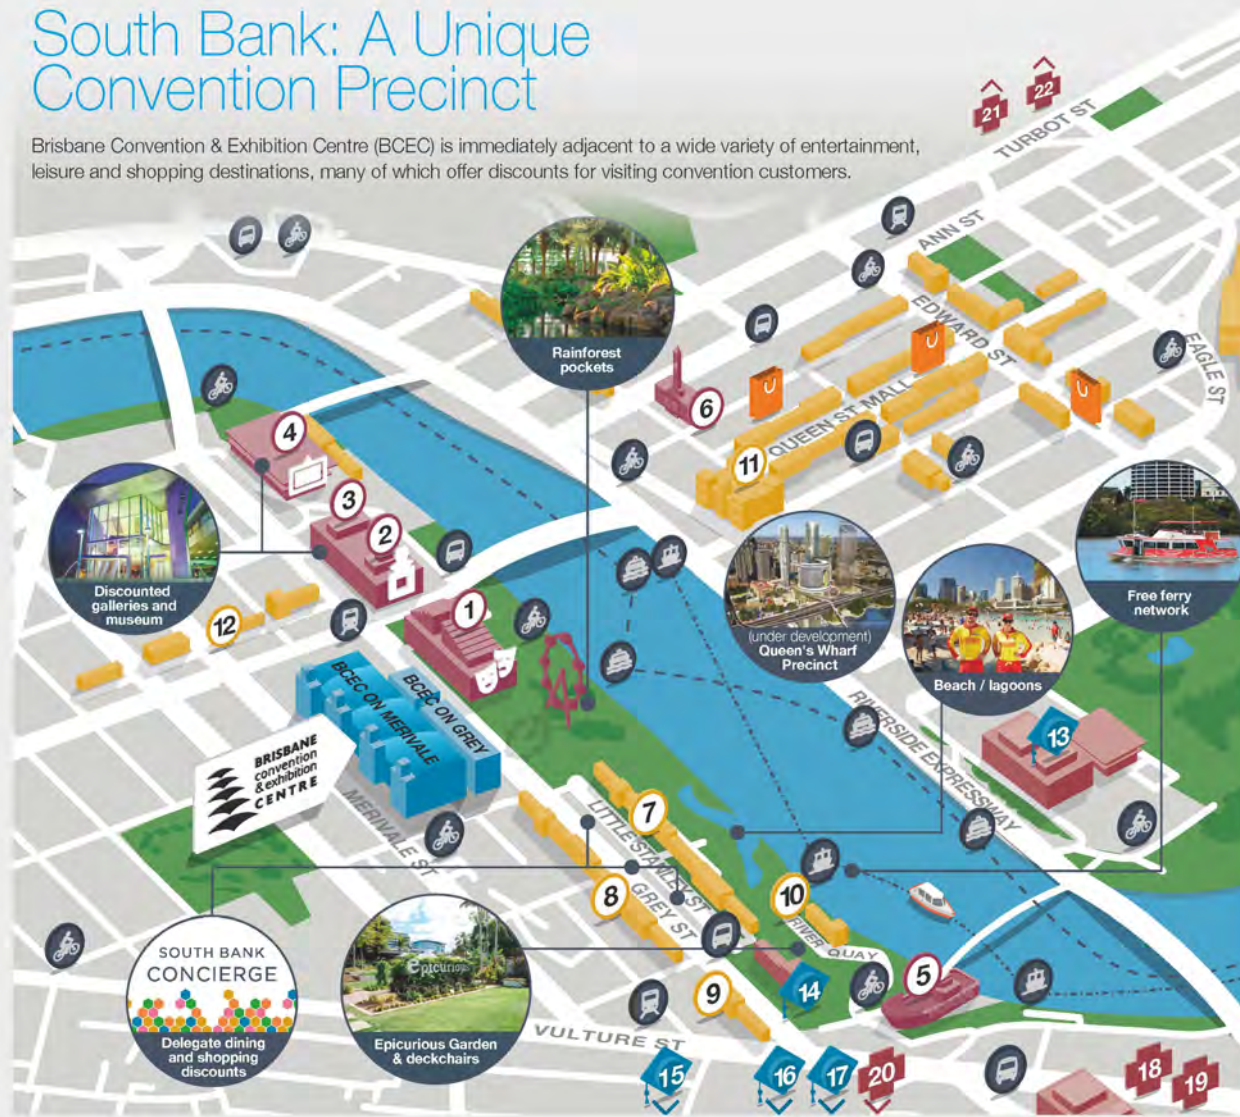 South Bank: A Unique
Convention Precinct
Brisbane Convention & Exhibition Centre (BCEC) is immediately adjacent to a wide variety of entertainment,
leisure and shopping destinations, many of which offer discounts for visiting convention customers.
21
22
TURBOT ST
ANN ST
EDWARD ST
EAGLE ST
Rainforest
pockets
6
QUEEN ST MALL
11
4
3
2
1
Discounted
galleries and
museum
12
(under development)
Queen's Wharf
Precinct
Beach / lagoons
Free ferry
network
BCEC ON MERIVALE
BCEC ON GREY
BRISBANE
convention
& exhibition
CENTRE
MERIVALE ST
RIVERSIDE EXPRESSWAY
13
7
LITTLE STANLEY ST
8
GREY ST
10
RIVER QUAY
5
SOUTH BANK
CONCIERGE
Delegate dining
and shopping
discounts
epicurious
Epicurious Garden
& deckchairs
9
14
VULTURE ST
15
16
17
20
18
19